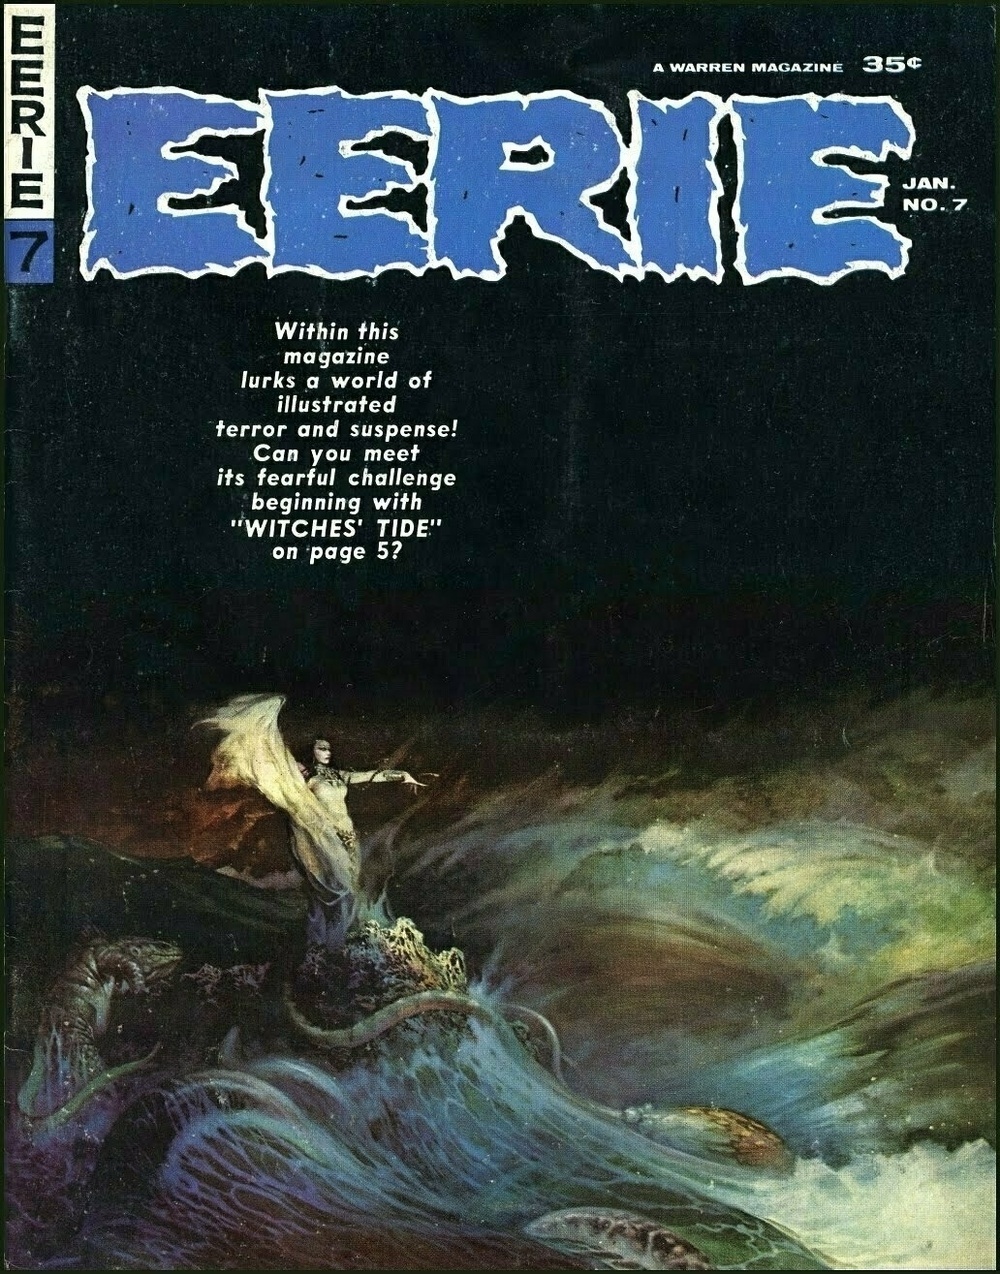 EERIE
7
A WARREN MAGAZINE 35¢
EERIE
JAN.
NO. 7
Within this
magazine
lurks a world of
illustrated
terror and suspense!
Can you meet
its fearful challenge
beginning with
"WITCHES' TIDE"
on page 5?